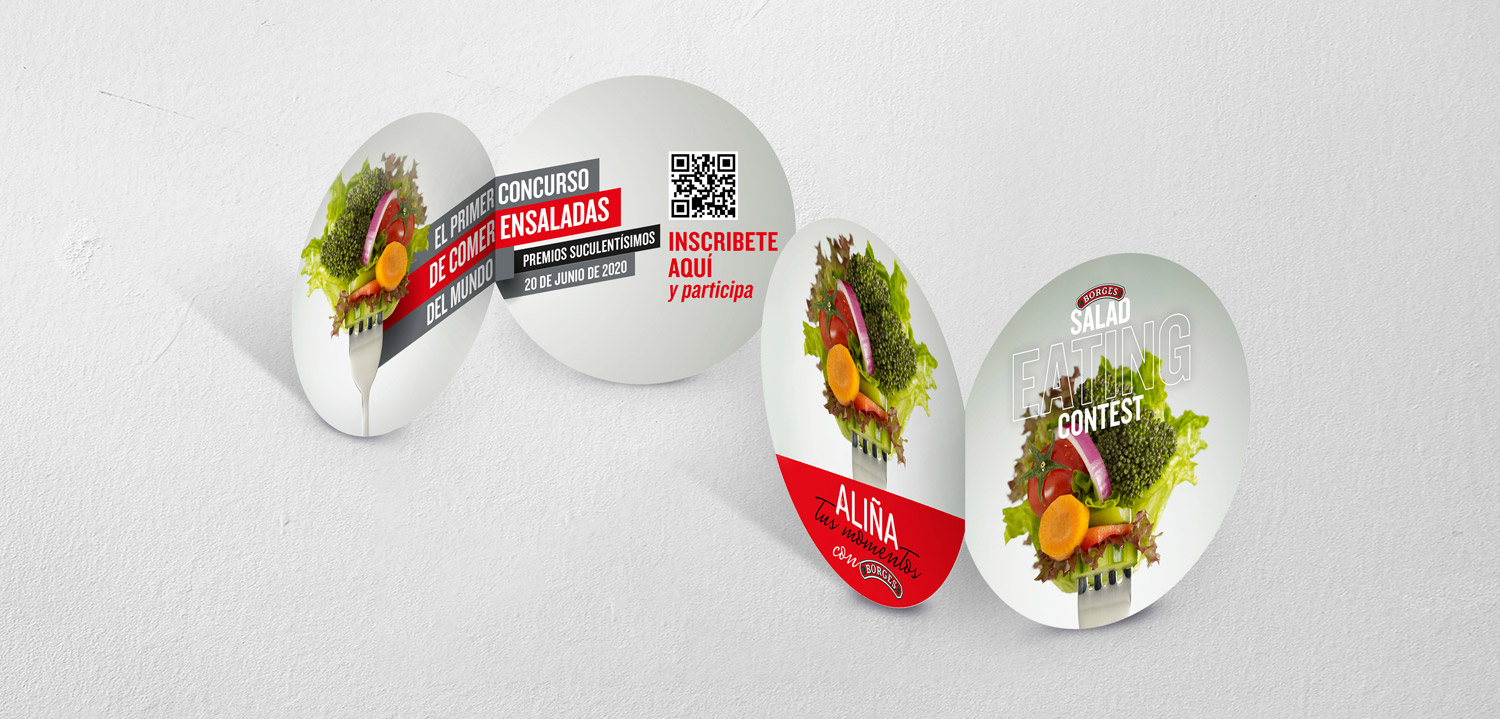 EL PRIMER CONCURSO
DE COMER ENSALADAS
DEL MUNDO
PREMIOS SUCULENTÍSIMOS
20 DE JUNIO DE 2020
INSCRIBETE
AQUÍ
y participa
ALIÑA
tus momentos
con BORGES
BORGES
SALAD
EATING
CONTEST